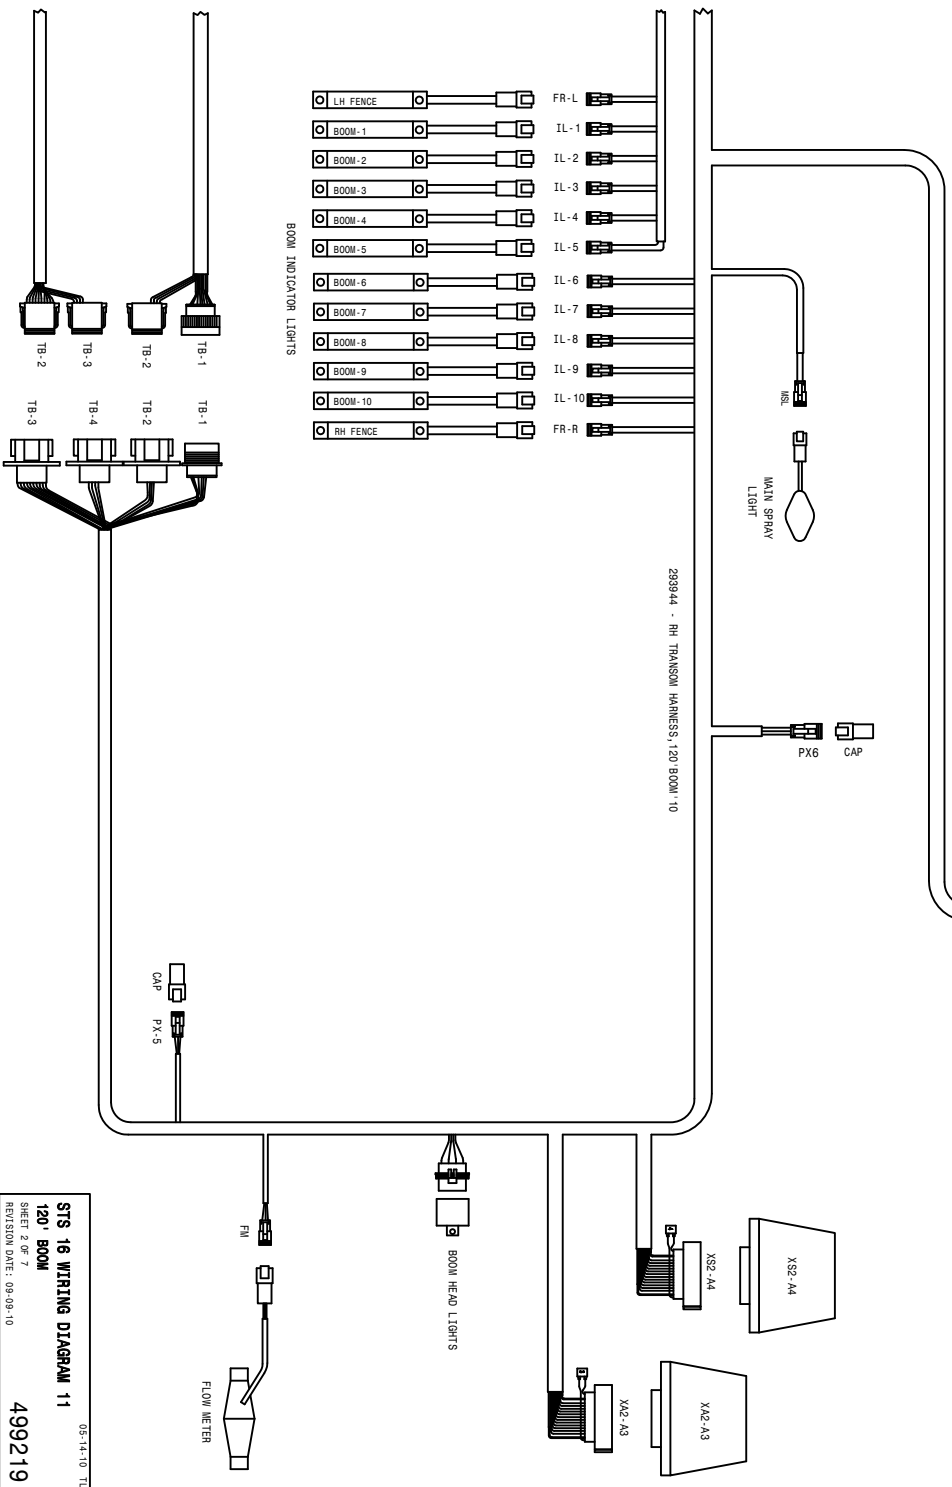 LH FENCE
FR-L
BOOM-1
IL-1
BOOM-2
IL-2
BOOM-3
IL-3
BOOM-4
IL-4
BOOM-5
IL-5
BOOM-6
IL-6
BOOM-7
IL-7
BOOM-8
IL-8
BOOM-9
IL-9
BOOM-10
IL-10
RH FENCE
FR-R
BOOM INDICATOR LIGHTS
TB-2
TB-3
TB-2
TB-1
TB-3
TB-4
TB-2
TB-1
MSL
MAIN SPRAY
LIGHT
293944 - RH TRANSOM HARNESS,120'BOOM'10
PX6
CAP
CAP
PX-5
FM
FLOW METER
BOOM HEAD LIGHTS
XS2-A4
XS2-A4
XA2-A3
XA2-A3
05-14-10 TL
STS 16 WIRING DIAGRAM 11
120' BOOM
SHEET 2 OF 7
REVISION DATE: 09-09-10
499219